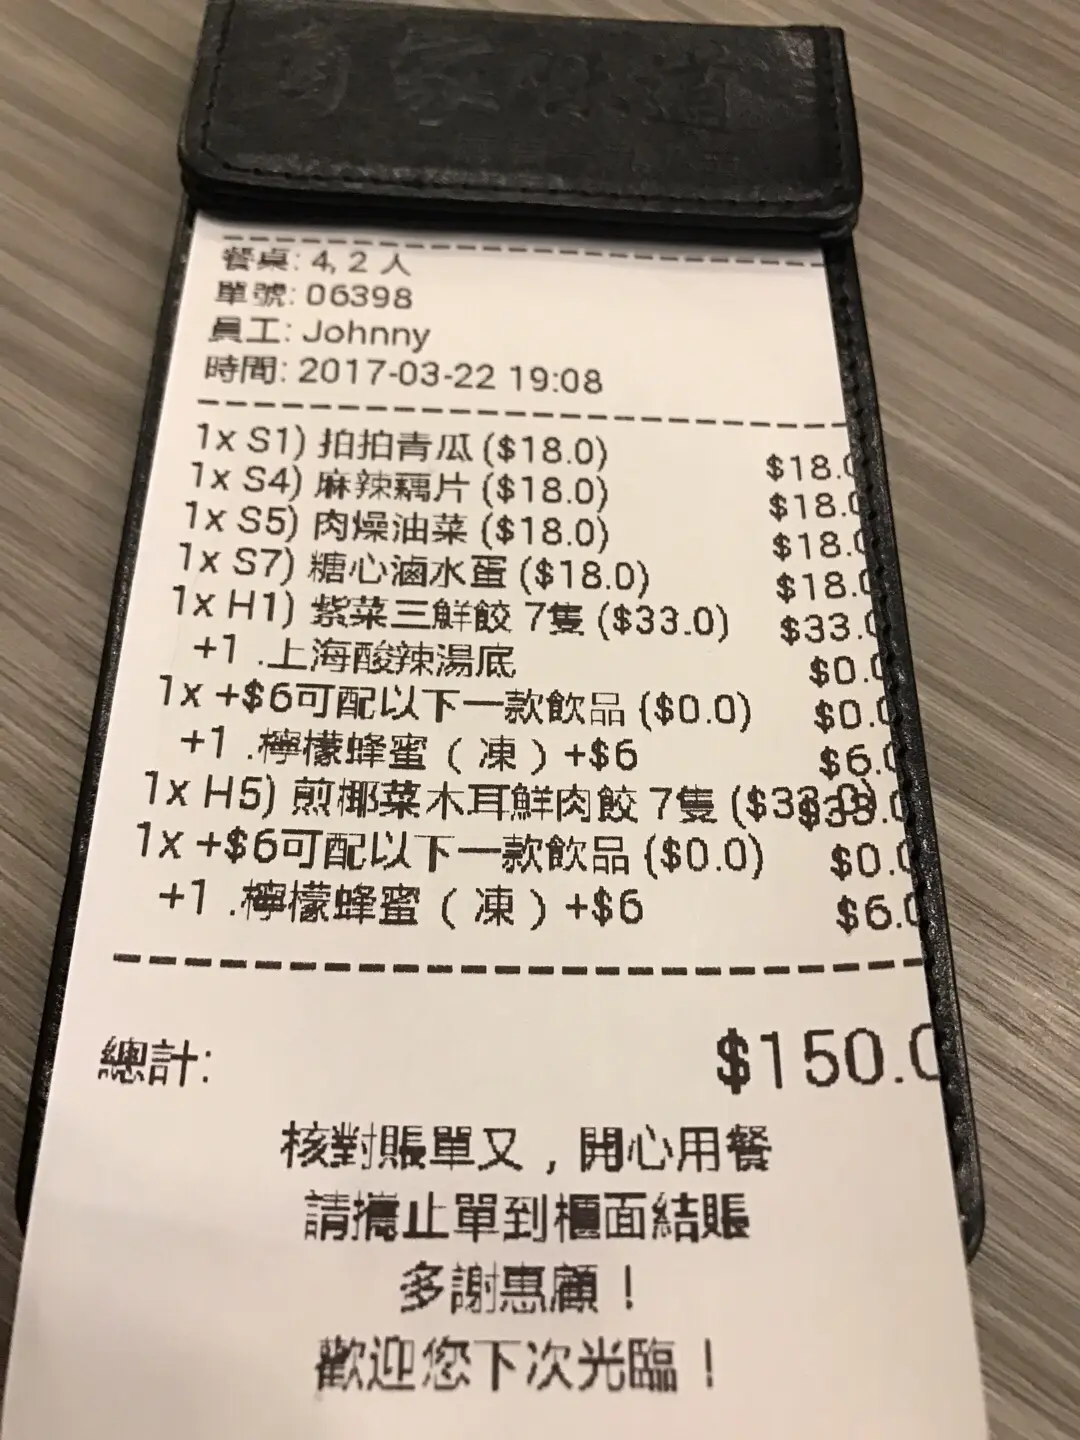 餐桌: 4, 2 人
單號: 06398
員工: Johnny
時間: 2017-03-22 19:08
1x S1) 拍拍青瓜 ($18.0) $18.0
1x S4) 麻辣藕片 ($18.0) $18.0
1x S5) 肉燥油菜 ($18.0) $18.0
1x S7) 糖心滷水蛋 ($18.0) $18.0
1x H1) 紫菜三鮮餃 7隻 ($33.0) $33.0
+1 .上海酸辣湯底 $0.0
1x +$6可配以下一款飲品 ($0.0) $0.0
+1 .檸檬蜂蜜 ( 凍 ) +$6 $6.0
1x H5) 煎椰菜木耳鮮肉餃 7隻 ($33.0) $33.0
1x +$6可配以下一款飲品 ($0.0) $0.0
+1 .檸檬蜂蜜 ( 凍 ) +$6 $6.0
總計: $150.0
核對賬單又 , 開心用餐
請攜止單到櫃面結賬
多謝惠顧 !
歡迎您下次光臨 !